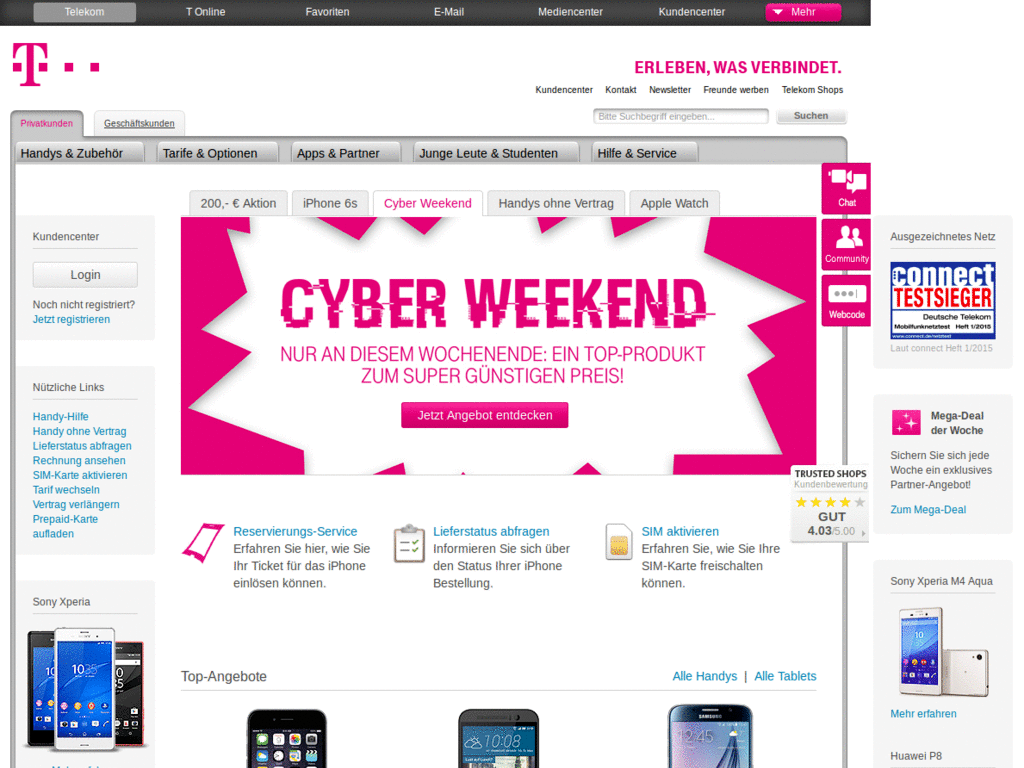 Telekom
T Online
Favoriten
E-Mail
Mediencenter
Kundencenter
Mehr
T
ERLEBEN, WAS VERBINDET.
Kundencenter
Kontakt
Newsletter
Freunde werben
Telekom Shops
Bitte Suchbegriff eingeben...
Suchen
Privatkunden
Geschäftskunden
Handys & Zubehör
Tarife & Optionen
Apps & Partner
Junge Leute & Studenten
Hilfe & Service
Chat
Community
Webcode
200,- € Aktion
iPhone 6s
Cyber Weekend
Handys ohne Vertrag
Apple Watch
Kundencenter
Login
Noch nicht registriert?
Jetzt registrieren
Nützliche Links
Handy-Hilfe
Handy ohne Vertrag
Lieferstatus abfragen
Rechnung ansehen
SIM-Karte aktivieren
Tarif wechseln
Vertrag verlängern
Prepaid-Karte
aufladen
Sony Xperia
CYBER WEEKEND
NUR AN DIESEM WOCHENENDE: EIN TOP-PRODUKT
ZUM SUPER GÜNSTIGEN PREIS!
Jetzt Angebot entdecken
Reservierungs-Service
Erfahren Sie hier, wie Sie
Ihr Ticket für das iPhone
einlösen können.
Lieferstatus abfragen
Informieren Sie sich über
den Status Ihrer iPhone
Bestellung.
SIM aktivieren
Erfahren Sie, wie Sie Ihre
SIM-Karte freischalten
können.
Top-Angebote
Alle Handys | Alle Tablets
TRUSTED SHOPS
Kundenbewertung
GUT
4.03/5.00
Ausgezeichnetes Netz
connect
TESTSIEGER
Deutsche Telekom
Mobilfunknetztest Heft 1/2015
Laut connect Heft 1/2015
Mega-Deal
der Woche
Sichern Sie sich jede
Woche ein exklusives
Partner-Angebot!
Zum Mega-Deal
Sony Xperia M4 Aqua
Mehr erfahren
Huawei P8
10:08
SAMSUNG
12:45